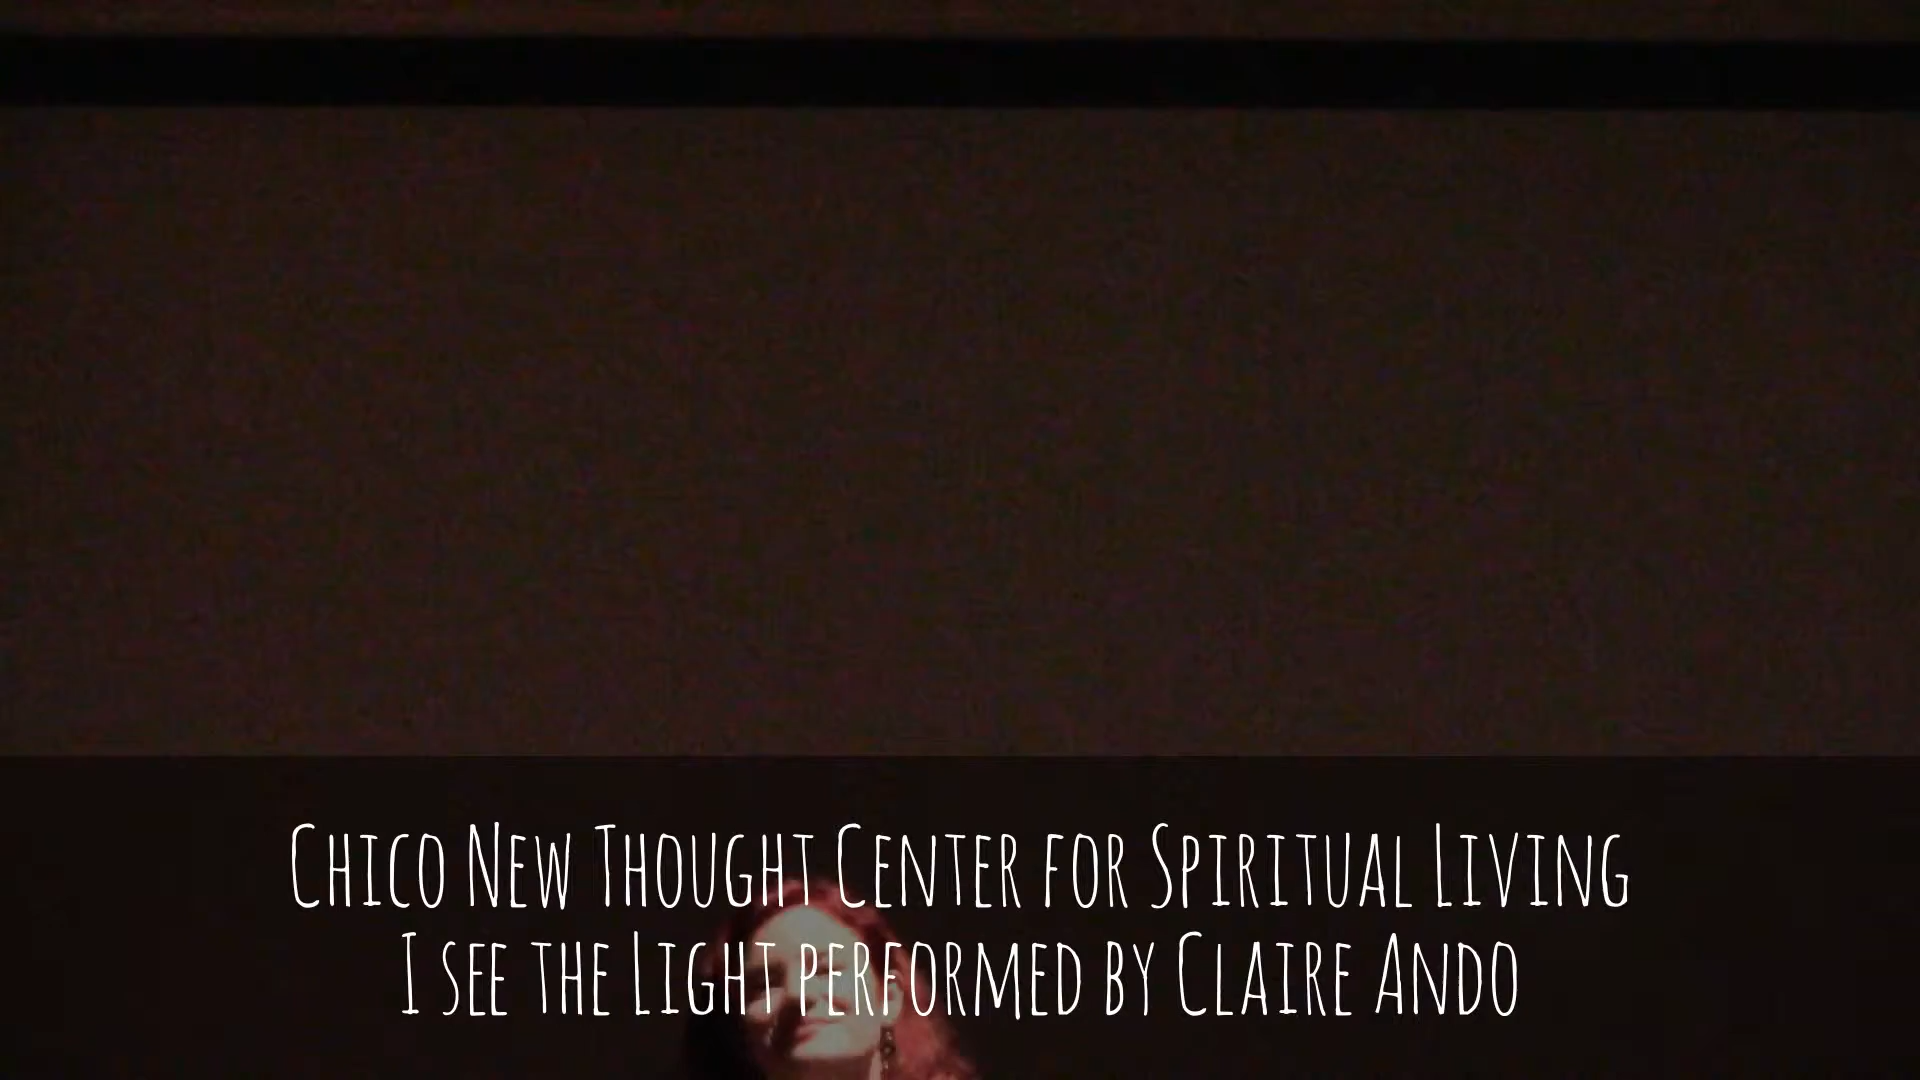 Chico New Thought Center for Spiritual Living
I see the Light performed by Claire Ando